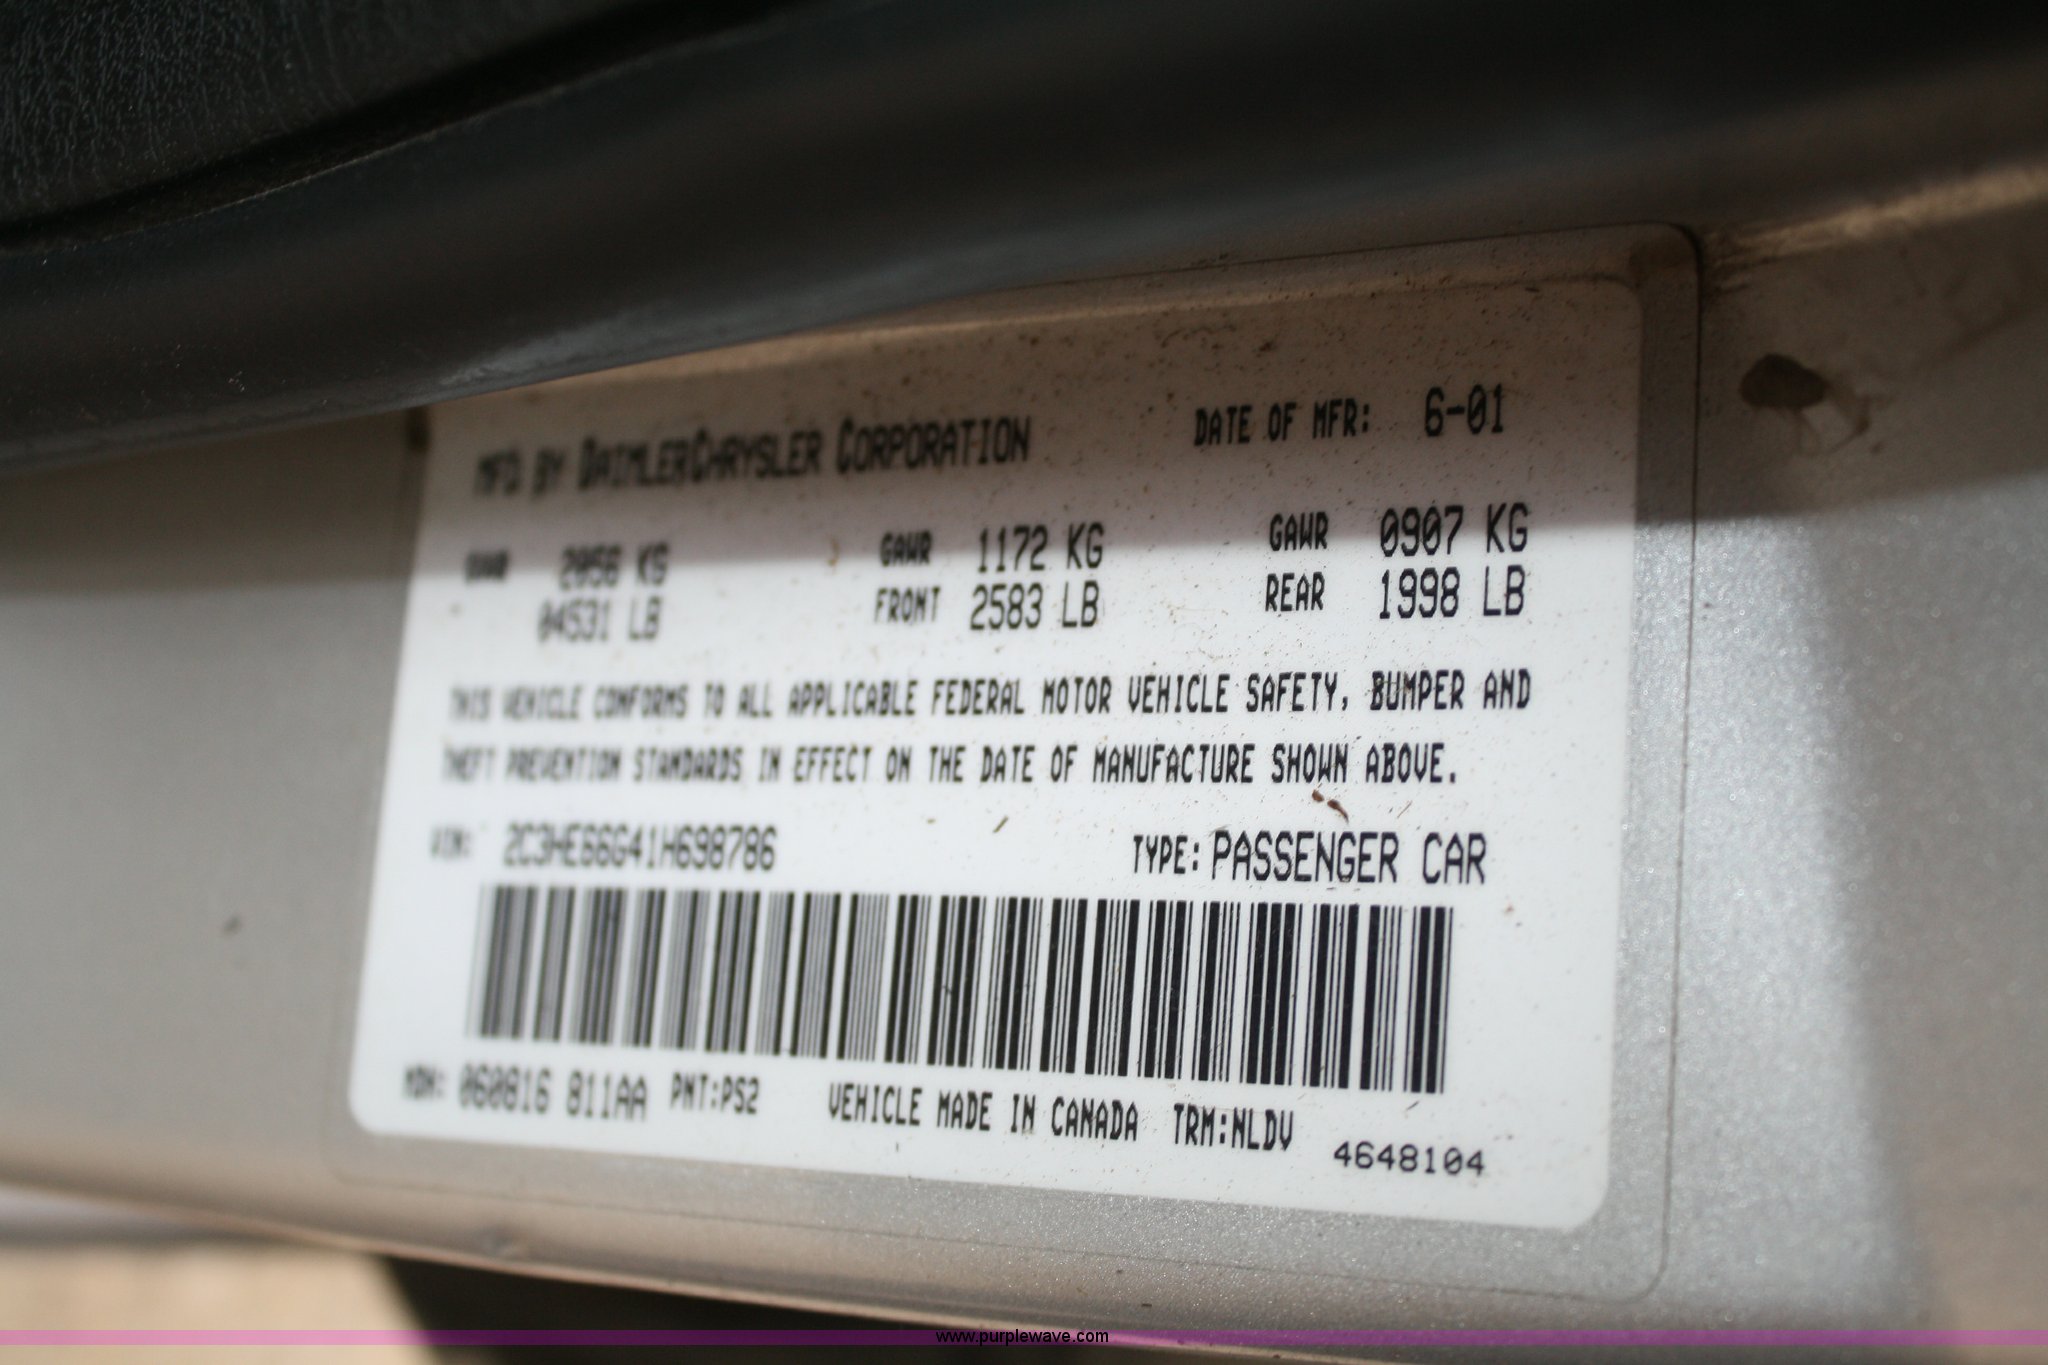 MFD BY DAIMLERCHRYSLER CORPORATION DATE OF MFR: 6-01
GVWR 2056 KG GAWR 1172 KG GAWR 0907 KG
04531 LB FRONT 2583 LB REAR 1998 LB
THIS VEHICLE CONFORMS TO ALL APPLICABLE FEDERAL MOTOR VEHICLE SAFETY, BUMPER AND
THEFT PREVENTION STANDARDS IN EFFECT ON THE DATE OF MANUFACTURE SHOWN ABOVE.
VIN: 2C3HE66G41H698786 TYPE: PASSENGER CAR
MDH: 060816 811AA PNT:PS2 VEHICLE MADE IN CANADA TRM:NLDV
4648104
www.purplewave.com